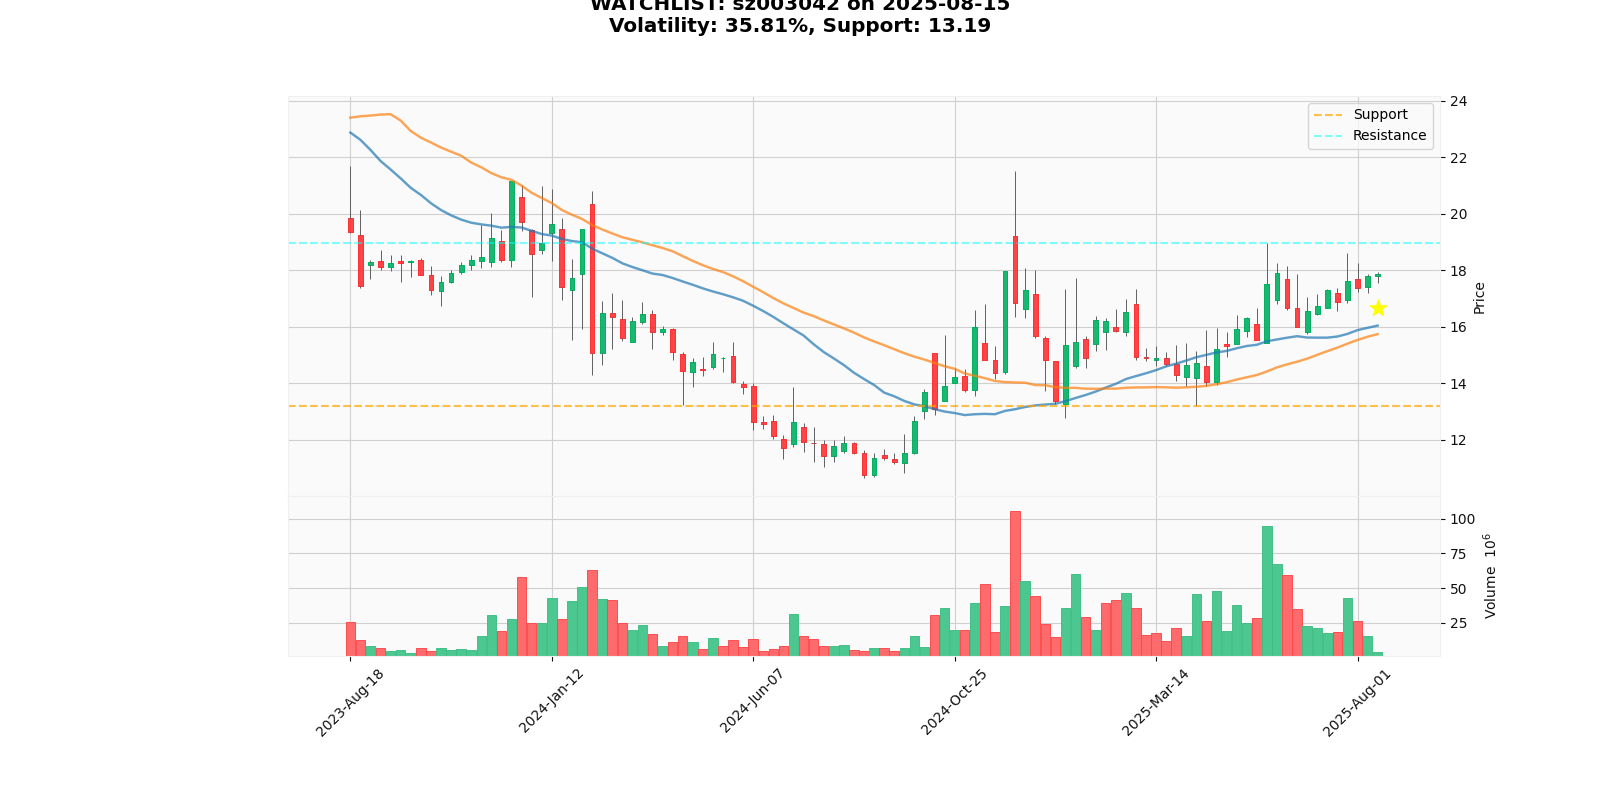 WATCHLIST: sz003042 on 2025-08-15
Volatility: 35.81%, Support: 13.19
Support
Resistance
24
22
20
18
16
14
12
Price
100
75
50
25
Volume 10⁶
2023-Aug-18
2024-Jan-12
2024-Jun-07
2024-Oct-25
2025-Mar-14
2025-Aug-01